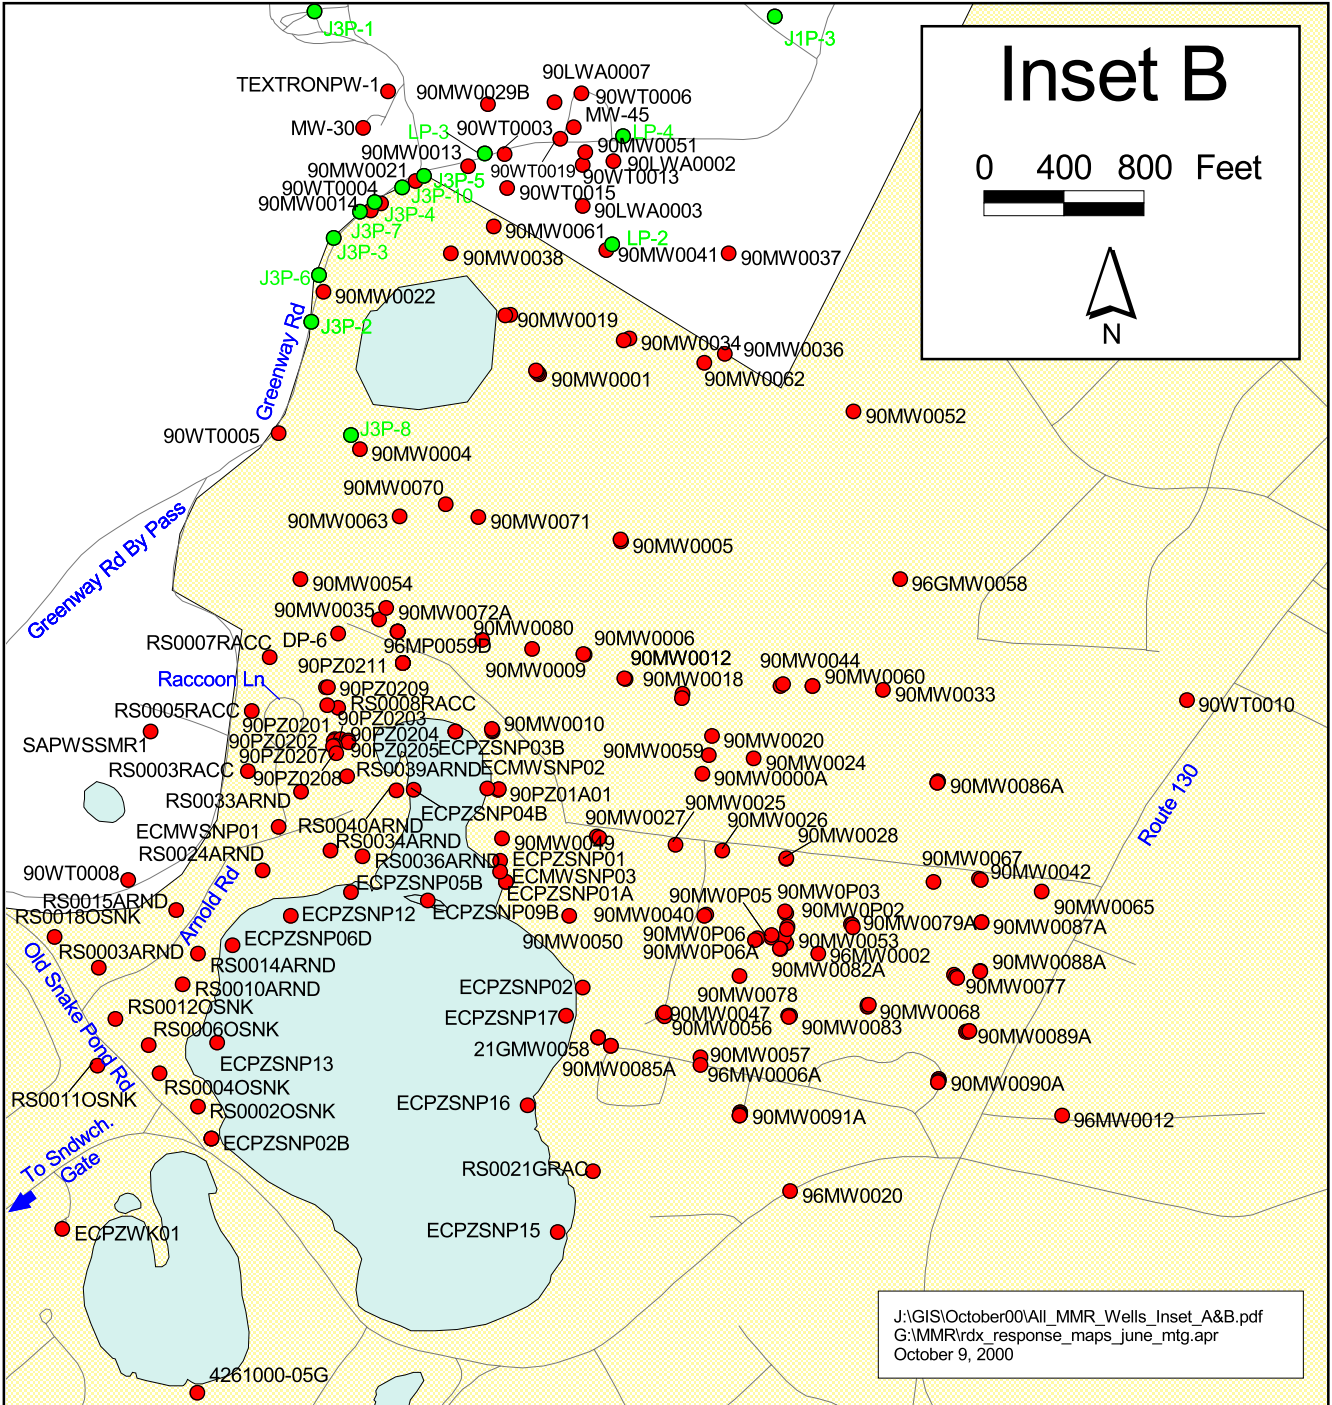 J3P-1
J1P-3
Inset B
0 400 800 Feet
N
90LWA0007
TEXTRONPW-1
90MW0029B
90WT0006
MW-45
MW-30
LP-3
90WT0003
LP-4
90MW0051
90MW0013
90LWA0002
90MW0021
J3P-5
90WT0019
90WT0013
90WT0004
J3P-10
90WT0015
90MW0014
J3P-4
90LWA0003
J3P-7
90MW0061
LP-2
J3P-3
90MW0038
90MW0041
90MW0037
J3P-6
90MW0022
J3P-2
90MW0019
Greenway Rd
90MW0034
90MW0036
90MW0001
90MW0062
90MW0052
90WT0005
J3P-8
90MW0004
90MW0070
90MW0063
90MW0071
Greenway Rd By Pass
90MW0005
90MW0054
96GMW0058
90MW0035
90MW0072A
DP-6
90MW0080
RS0007RACC
96MP0059D
90MW0006
90PZ0211
90MW0009
90MW0012
90MW0044
Raccoon Ln
90PZ0209
90MW0018
90MW0060
90MW0033
RS0008RACC
90WT0010
RS0005RACC
90PZ0203
90PZ0201
90PZ0204
90MW0010
SAPWSSMR1
90PZ0202
90PZ0205
ECPZSNP03B
90MW0020
90PZ0207
90MW0059
90MW0024
RS0003RACC
90PZ0208
RS0039ARND
ECMWSNP02
90MW0000A
90MW0086A
RS0033ARND
90PZ01A01
Route 130
ECPZSNP04B
90MW0025
90MW0027
90MW0026
ECMWSNP01
RS0040ARND
90MW0028
RS0034ARND
90MW0049
RS0024ARND
RS0036ARND
ECPZSNP01
90MW0067
90WT0008
ECMWSNP03
90MW0042
Arnold Rd
ECPZSNP05B
ECPZSNP01A
90MW0P05
90MW0P03
90MW0065
RS0015ARND
RS0018OSNK
ECPZSNP12
ECPZSNP09B
90MW0040
90MW0P02
90MW0079A
90MW0087A
ECPZSNP06D
90MW0050
90MW0P06
90MW0053
RS0003ARND
90MW0P06A
96MW0002
RS0014ARND
90MW0082A
90MW0088A
Old Snake Pond Rd.
RS0010ARND
ECPZSNP02
90MW0078
90MW0077
RS0012OSNK
ECPZSNP17
90MW0047
90MW0068
RS0006OSNK
90MW0056
90MW0083
90MW0089A
21GMW0058
ECPZSNP13
90MW0085A
90MW0057
96MW0006A
RS0004OSNK
90MW0090A
RS0011OSNK
ECPZSNP16
RS0002OSNK
90MW0091A
96MW0012
ECPZSNP02B
To Sndwch.
Gate
RS0021GRAC
96MW0020
ECPZWK01
ECPZSNP15
J:\GIS\October00\All_MMR_Wells_Inset_A&B.pdf
G:\MMR\rdx_response_maps_june_mtg.apr
October 9, 2000
4261000-05G